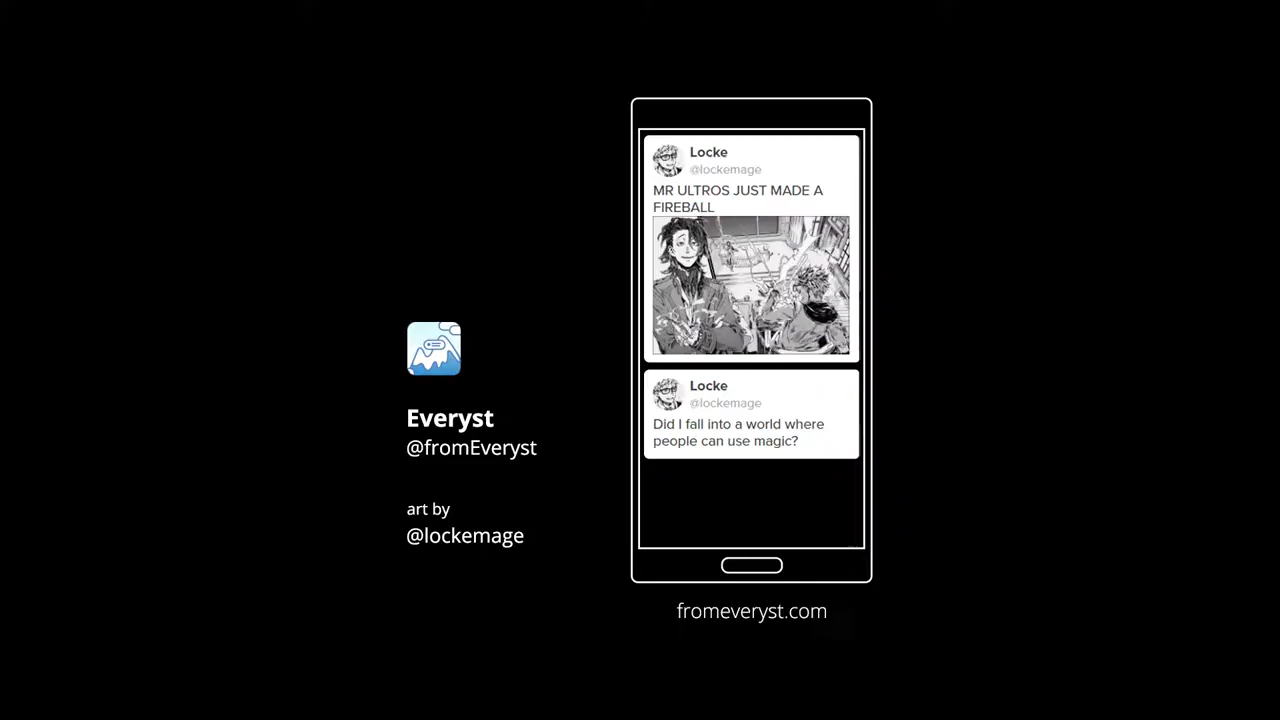 Everyst
@fromEveryst
art by
@lockemage
Locke
@lockemage
MR ULTROS JUST MADE A
FIREBALL
Locke
@lockemage
Did I fall into a world where
people can use magic?
fromeveryst.com